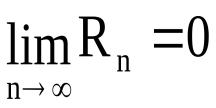 lim Rₙ = 0
n→∞